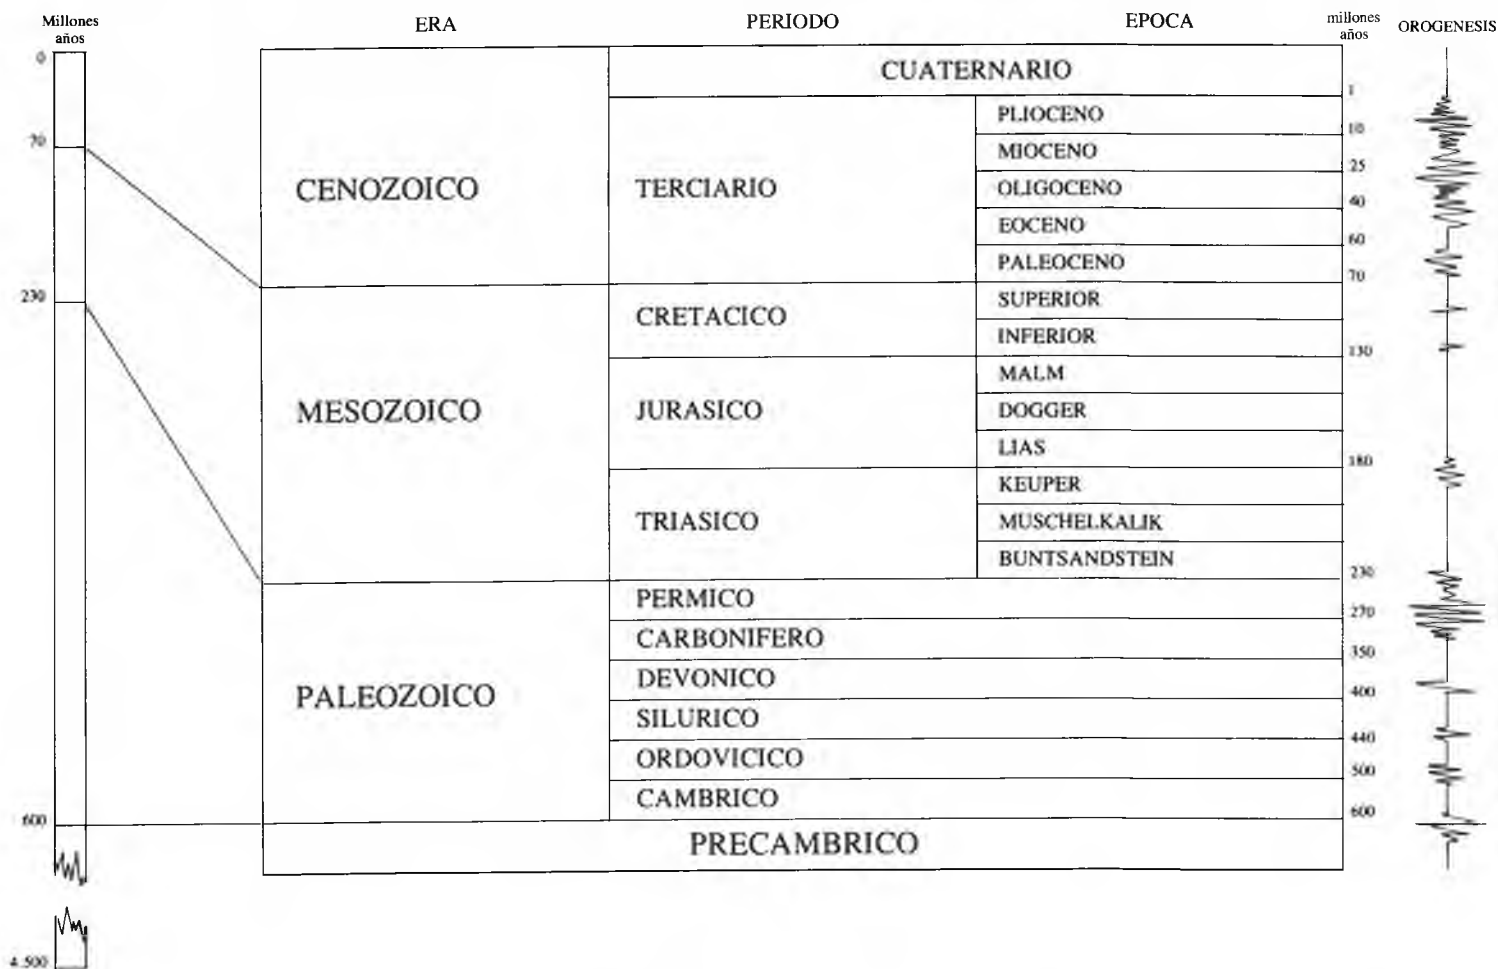 Millones
años
ERA
PERIODO
EPOCA
millones
años
OROGENESIS
0
CUATERNARIO
1
PLIOCENO
10
70
MIOCENO
25
CENOZOICO
TERCIARIO
OLIGOCENO
40
EOCENO
60
PALEOCENO
70
230
CRETACICO
SUPERIOR
INFERIOR
130
MALM
MESOZOICO
JURASICO
DOGGER
LIAS
180
KEUPER
TRIASICO
MUSCHELKALIK
BUNTSANDSTEIN
230
PERMICO
270
CARBONIFERO
350
PALEOZOICO
DEVONICO
400
SILURICO
440
ORDOVICICO
500
CAMBRICO
600
600
PRECAMBRICO
4.500